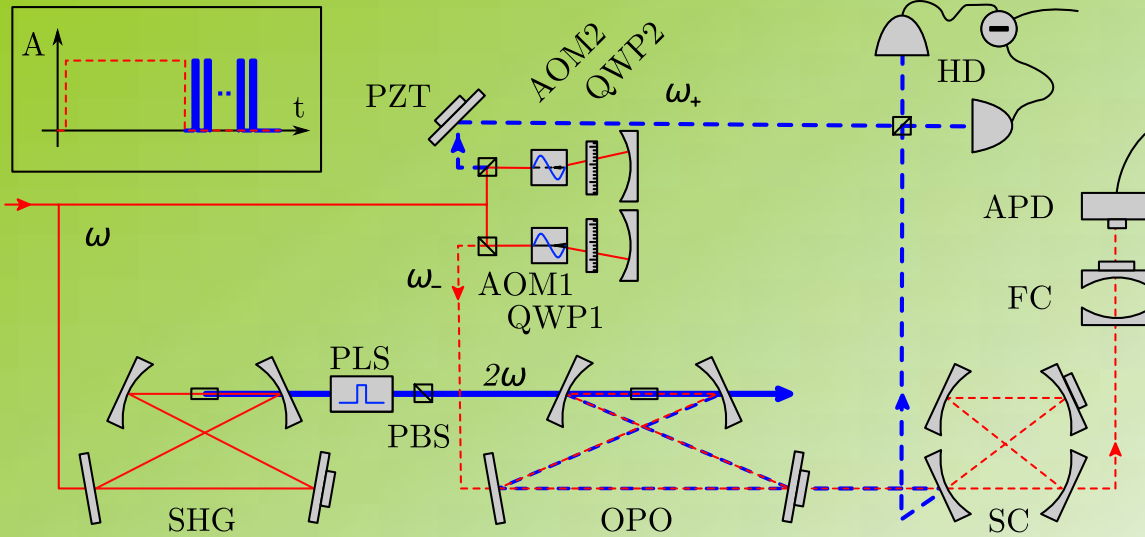 A
t
AOM2
QWP2
PZT
ω₊
HD
APD
ω
ω₋
AOM1
QWP1
FC
PLS
2ω
PBS
SHG
OPO
SC